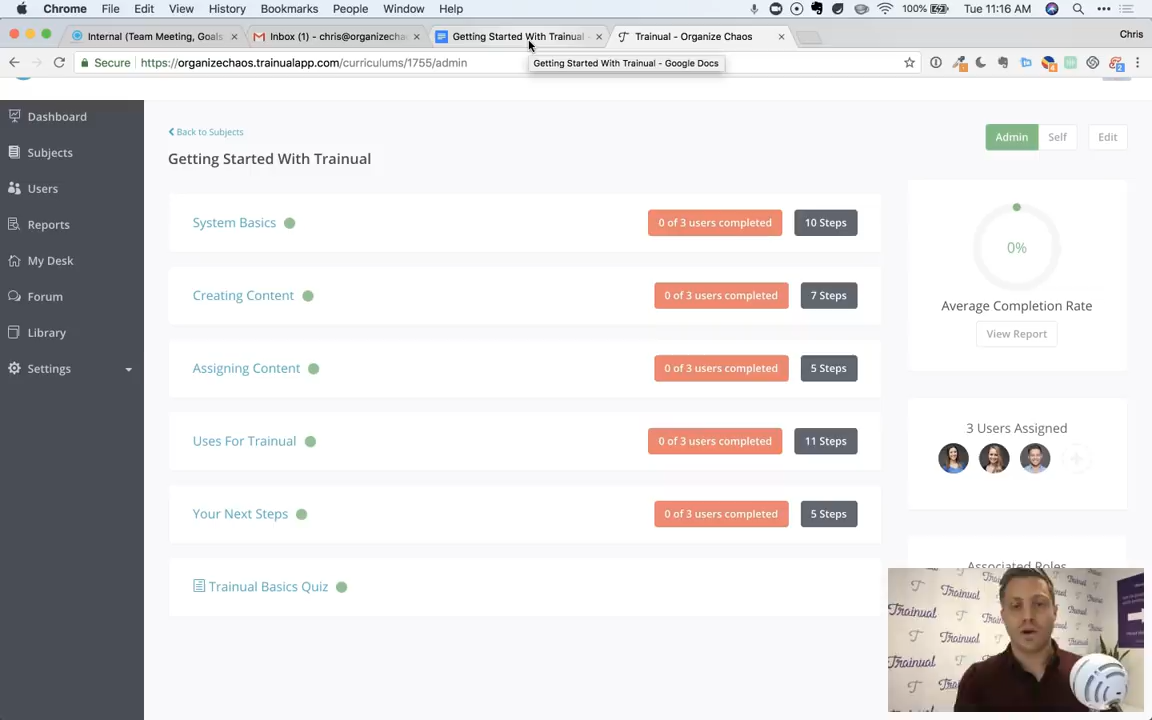 Chrome File Edit View History Bookmarks People Window Help 100% Tue 11:16 AM
Internal (Team Meeting, Goals × Inbox (1) - chris@organizecha × Getting Started With Trainual - × Trainual - Organize Chaos × Chris
Secure https://organizechaos.trainualapp.com/curriculums/1755/admin
Getting Started With Trainual - Google Docs
Dashboard
Subjects
Users
Reports
My Desk
Forum
Library
Settings
Back to Subjects
Admin Self Edit
Getting Started With Trainual
System Basics 0 of 3 users completed 10 Steps
Creating Content 0 of 3 users completed 7 Steps
Assigning Content 0 of 3 users completed 5 Steps
Uses For Trainual 0 of 3 users completed 11 Steps
Your Next Steps 0 of 3 users completed 5 Steps
Trainual Basics Quiz
0%
Average Completion Rate
View Report
3 Users Assigned
Associated Roles
Trainual
Trainual
Trainual
Trainual
Trainual